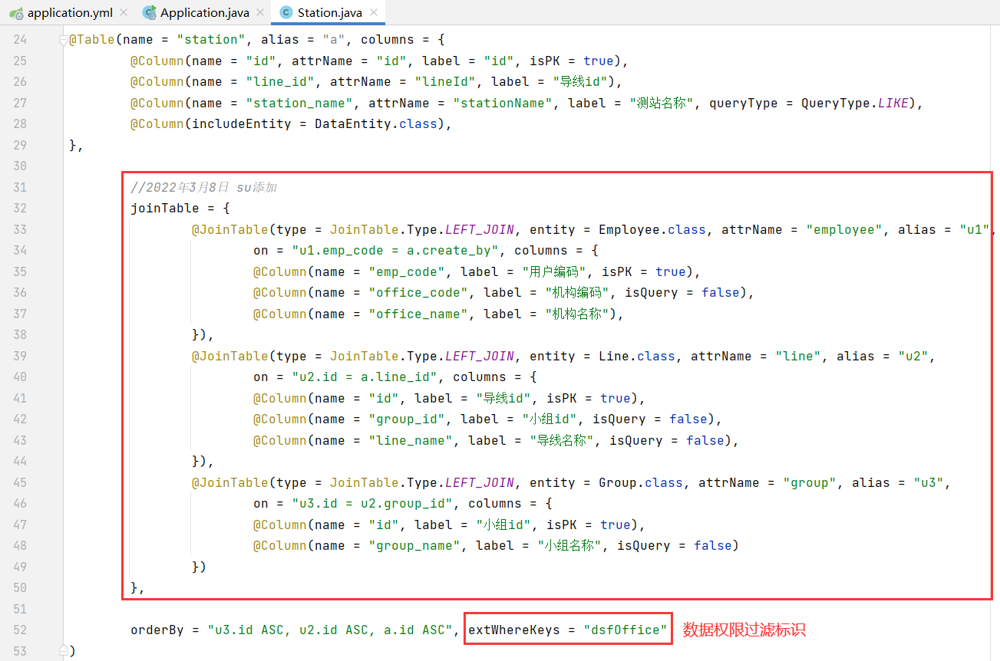 application.yml Application.java Station.java
24 @Table(name = "station", alias = "a", columns = {
25 @Column(name = "id", attrName = "id", label = "id", isPK = true),
26 @Column(name = "line_id", attrName = "lineId", label = "导线id"),
27 @Column(name = "station_name", attrName = "stationName", label = "测站名称", queryType = QueryType.LIKE),
28 @Column(includeEntity = DataEntity.class),
29 },
30
31 //2022年3月8日 su添加
32 joinTable = {
33 @JoinTable(type = JoinTable.Type.LEFT_JOIN, entity = Employee.class, attrName = "employee", alias = "u1",
34 on = "u1.emp_code = a.create_by", columns = {
35 @Column(name = "emp_code", label = "用户编码", isPK = true),
36 @Column(name = "office_code", label = "机构编码", isQuery = false),
37 @Column(name = "office_name", label = "机构名称"),
38 }),
39 @JoinTable(type = JoinTable.Type.LEFT_JOIN, entity = Line.class, attrName = "line", alias = "u2",
40 on = "u2.id = a.line_id", columns = {
41 @Column(name = "id", label = "导线id", isPK = true),
42 @Column(name = "group_id", label = "小组id", isQuery = false),
43 @Column(name = "line_name", label = "导线名称", isQuery = false),
44 }),
45 @JoinTable(type = JoinTable.Type.LEFT_JOIN, entity = Group.class, attrName = "group", alias = "u3",
46 on = "u3.id = u2.group_id", columns = {
47 @Column(name = "id", label = "小组id", isPK = true),
48 @Column(name = "group_name", label = "小组名称", isQuery = false)
49 })
50 },
51
52 orderBy = "u3.id ASC, u2.id ASC, a.id ASC", extWhereKeys = "dsfOffice" 数据权限过滤标识
53 )